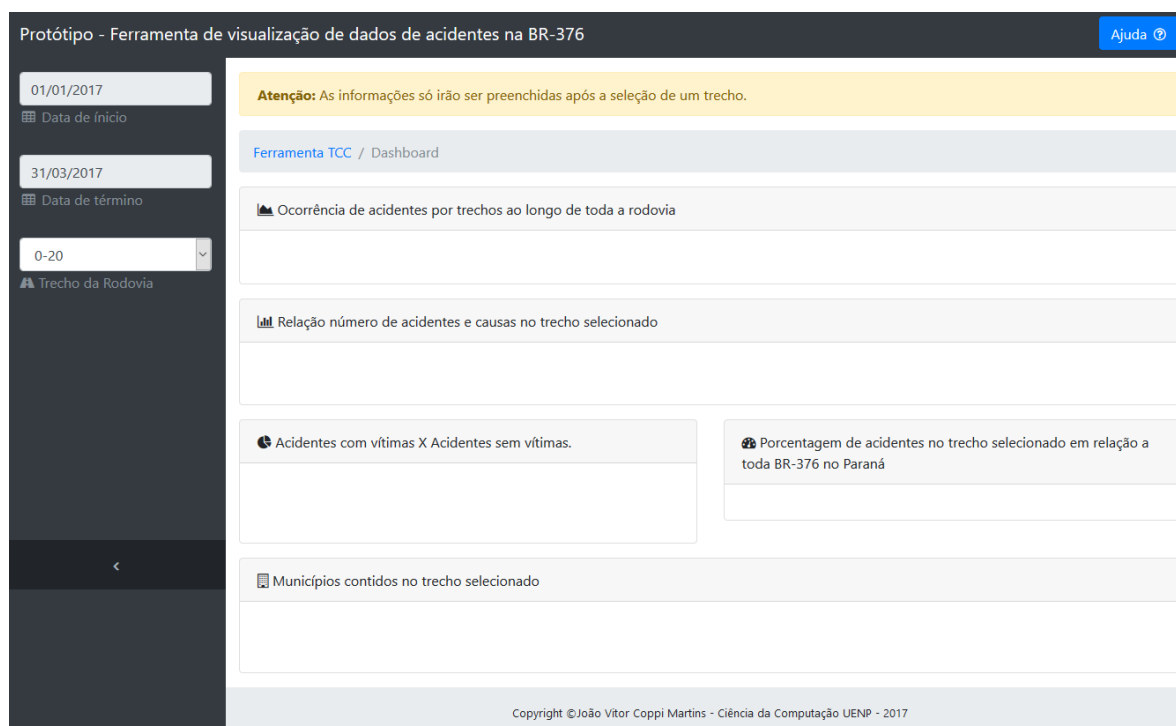 Protótipo - Ferramenta de visualização de dados de acidentes na BR-376
Ajuda
01/01/2017
Data de ínicio
31/03/2017
Data de término
0-20
Trecho da Rodovia
Atenção: As informações só irão ser preenchidas após a seleção de um trecho.
Ferramenta TCC / Dashboard
Ocorrência de acidentes por trechos ao longo de toda a rodovia
Relação número de acidentes e causas no trecho selecionado
Acidentes com vítimas X Acidentes sem vítimas.
Porcentagem de acidentes no trecho selecionado em relação a
toda BR-376 no Paraná
Municípios contidos no trecho selecionado
Copyright ©João Vitor Coppi Martins - Ciência da Computação UENP - 2017